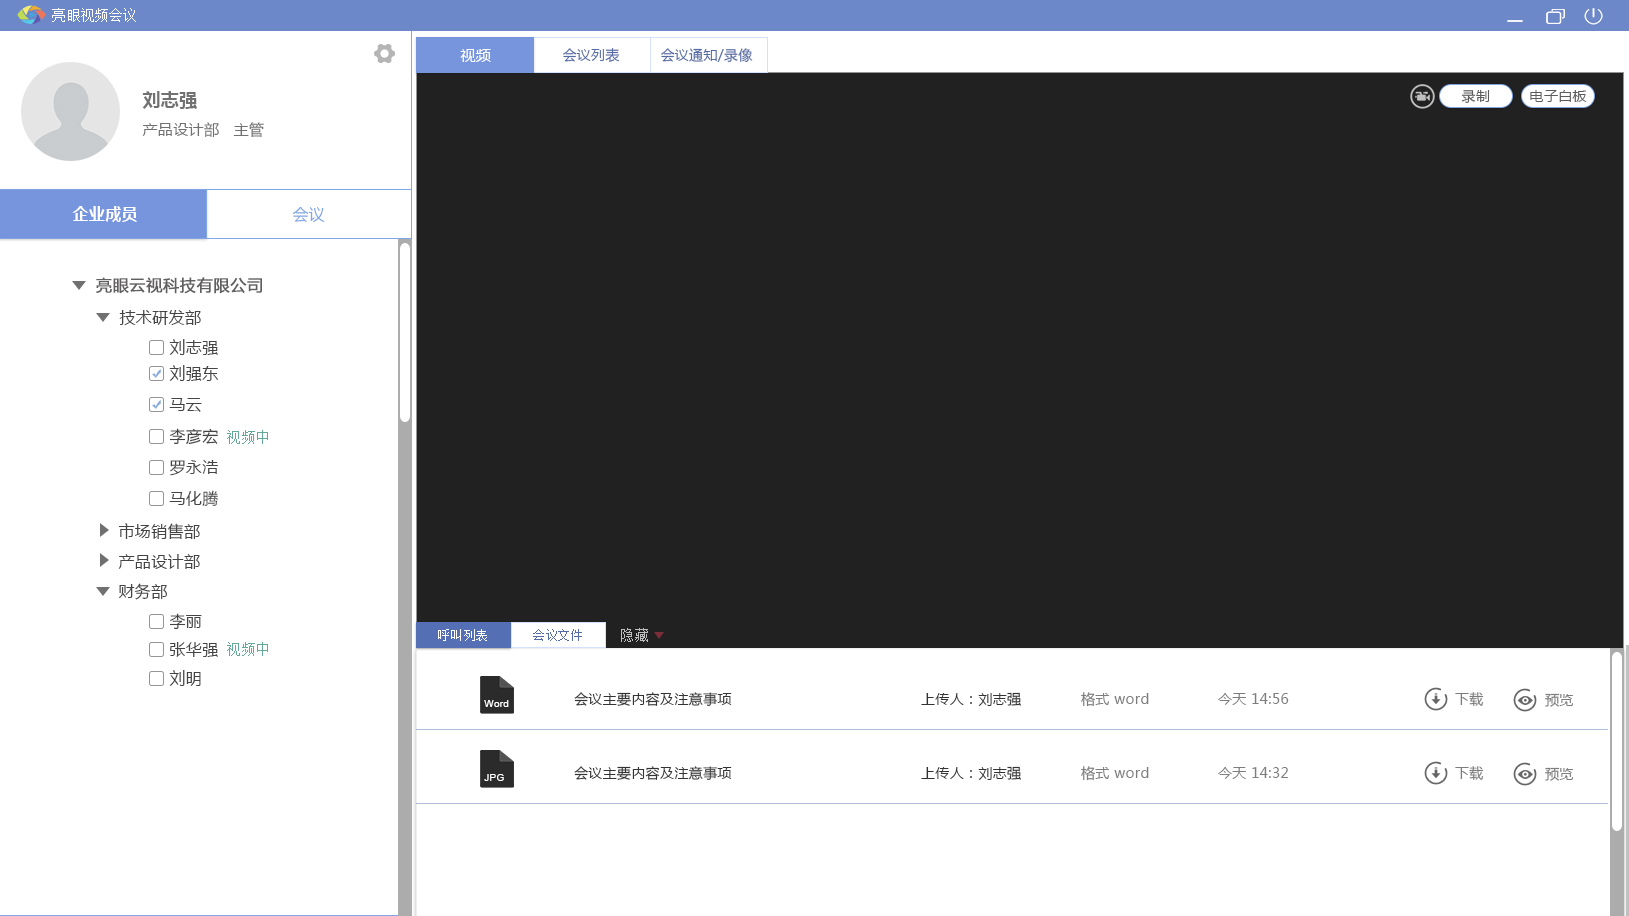 亮眼视频会议
刘志强
产品设计部 主管
企业成员 会议
亮眼云视科技有限公司
技术研发部
刘志强
刘强东
马云
李彦宏 视频中
罗永浩
马化腾
市场销售部
产品设计部
财务部
李丽
张华强 视频中
刘明
视频 会议列表 会议通知/录像
录制 电子白板
呼叫列表 会议文件 隐藏
Word 会议主要内容及注意事项 上传人：刘志强 格式 word 今天 14:56 下载 预览
JPG 会议主要内容及注意事项 上传人：刘志强 格式 word 今天 14:32 下载 预览